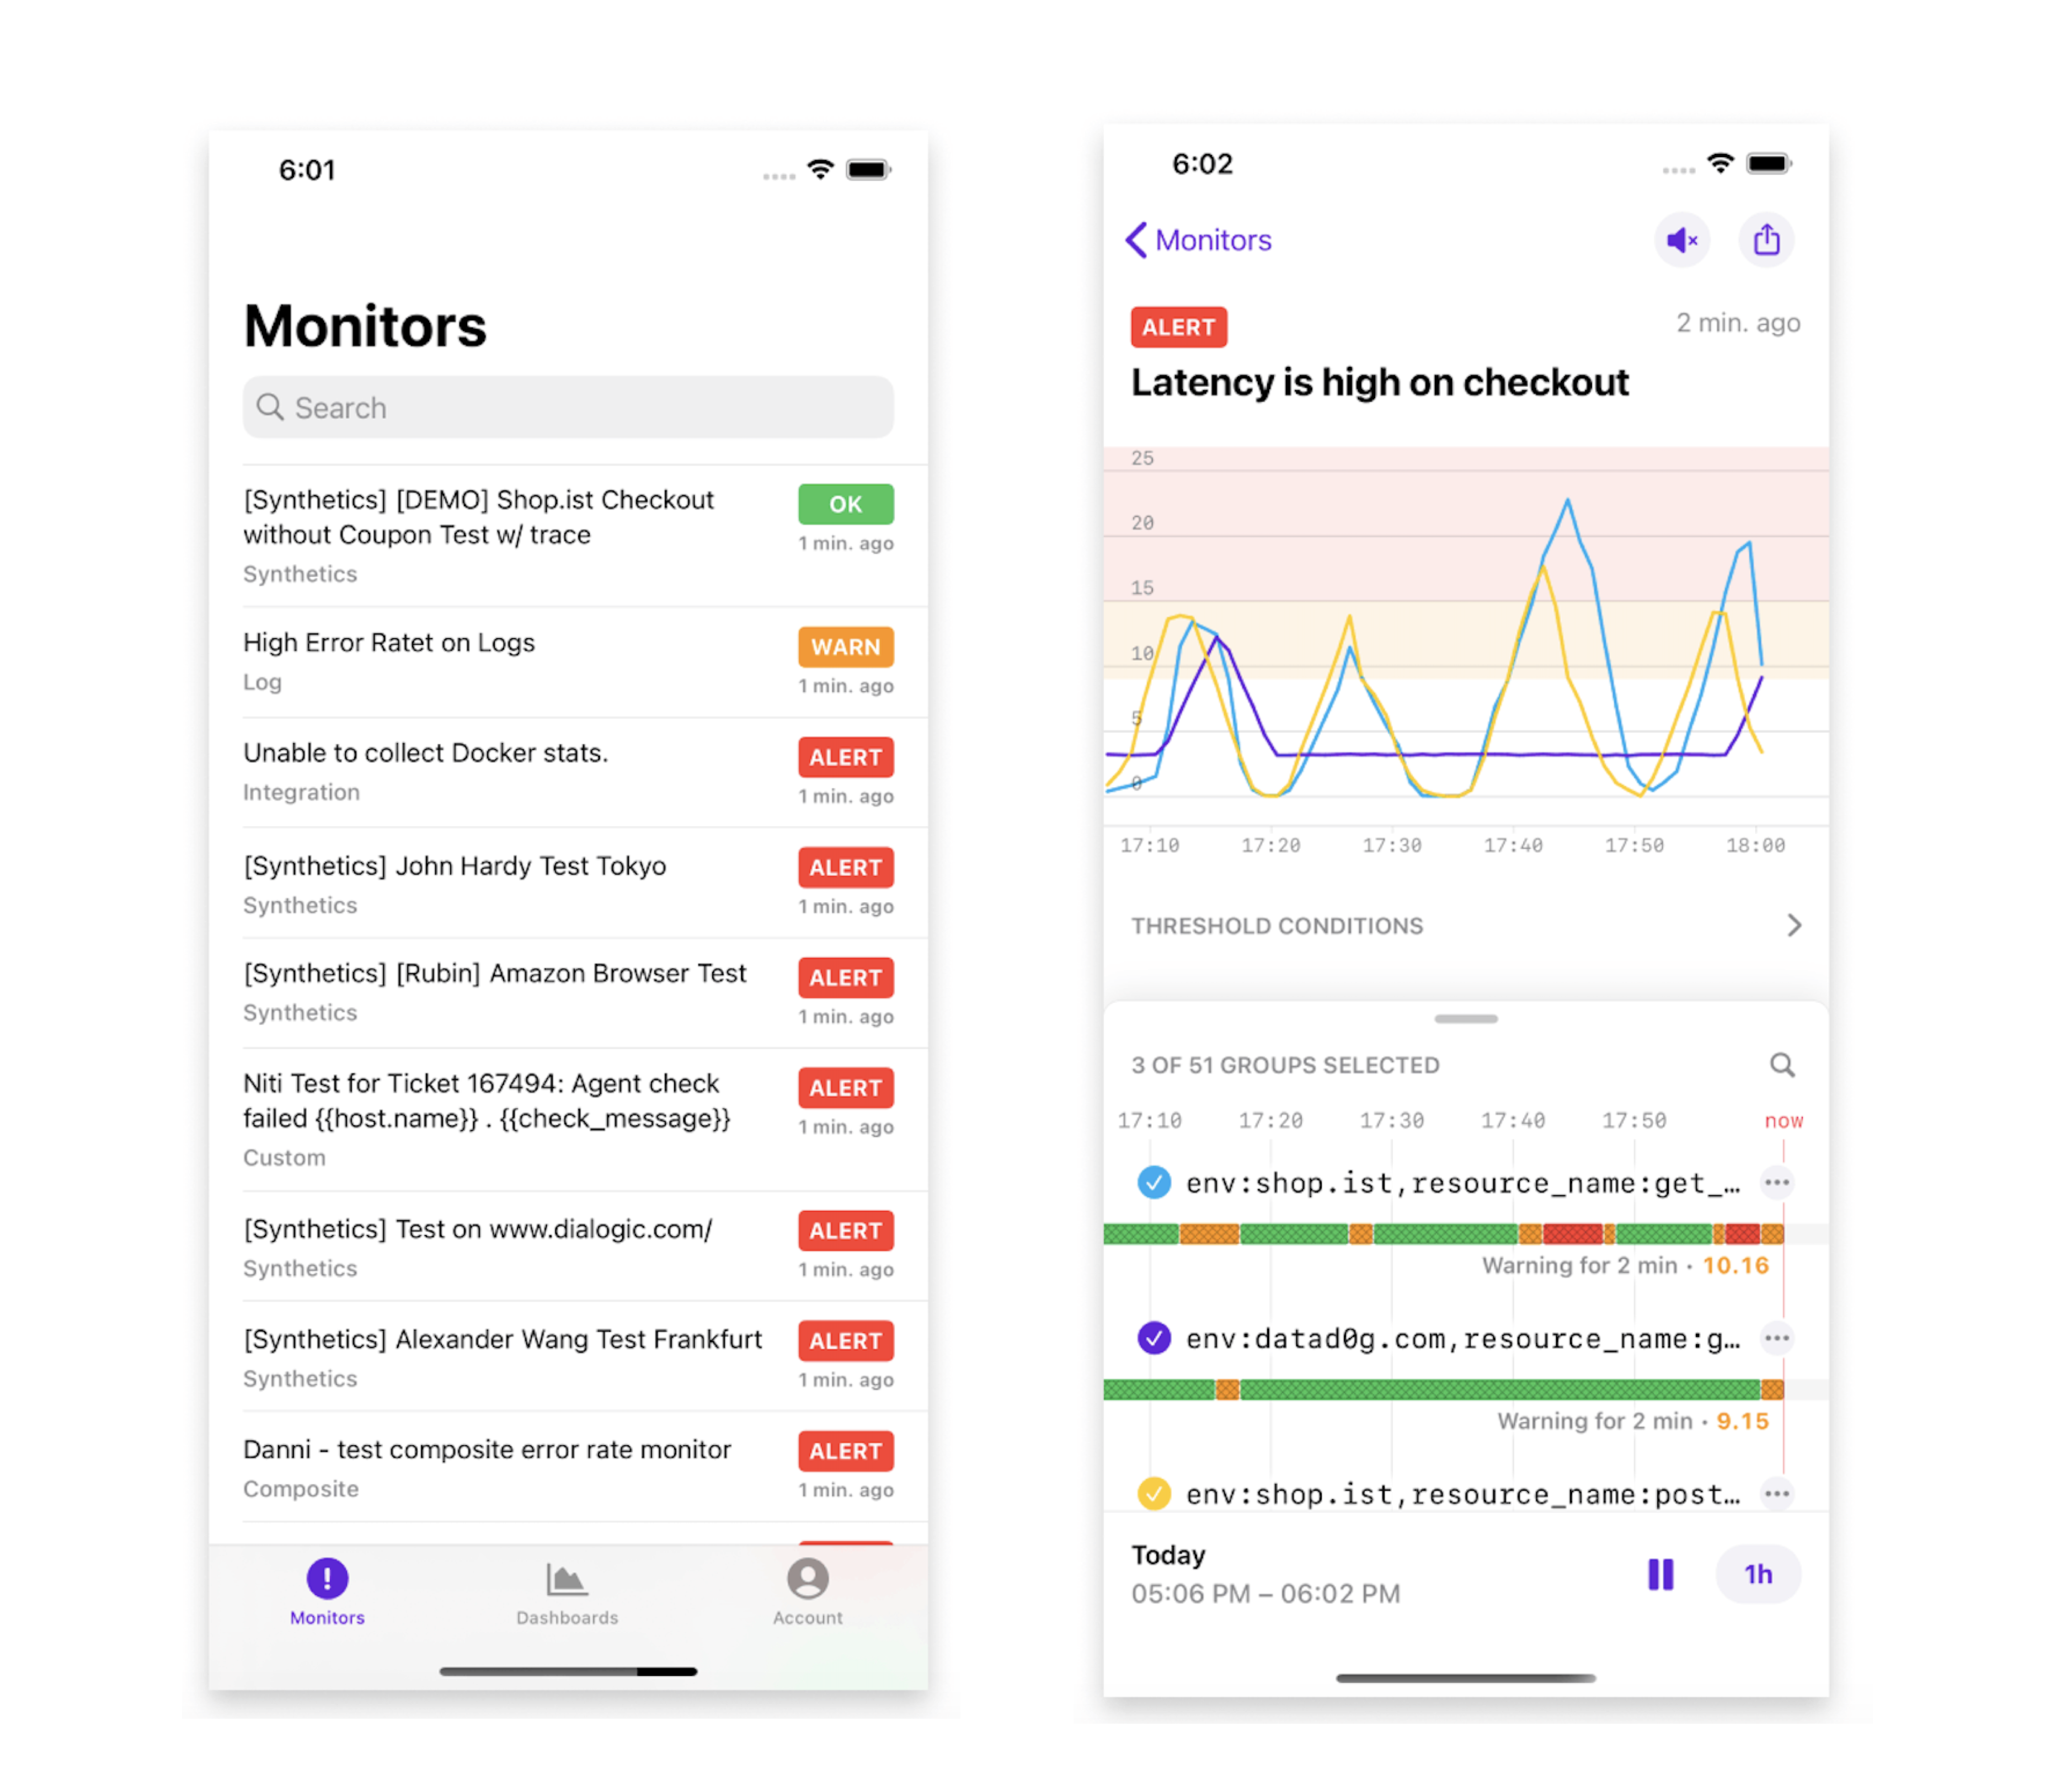 6:01
Monitors
Search
[Synthetics] [DEMO] Shop.ist Checkout
without Coupon Test w/ trace
Synthetics
OK
1 min. ago
High Error Ratet on Logs
Log
WARN
1 min. ago
Unable to collect Docker stats.
Integration
ALERT
1 min. ago
[Synthetics] John Hardy Test Tokyo
Synthetics
ALERT
1 min. ago
[Synthetics] [Rubin] Amazon Browser Test
Synthetics
ALERT
1 min. ago
Niti Test for Ticket 167494: Agent check
failed {{host.name}} . {{check_message}}
Custom
ALERT
1 min. ago
[Synthetics] Test on www.dialogic.com/
Synthetics
ALERT
1 min. ago
[Synthetics] Alexander Wang Test Frankfurt
Synthetics
ALERT
1 min. ago
Danni - test composite error rate monitor
Composite
ALERT
1 min. ago
Monitors
Dashboards
Account
6:02
Monitors
ALERT
2 min. ago
Latency is high on checkout
25
20
15
10
5
0
17:10 17:20 17:30 17:40 17:50 18:00
THRESHOLD CONDITIONS
3 OF 51 GROUPS SELECTED
17:10 17:20 17:30 17:40 17:50 now
env:shop.ist,resource_name:get_…
Warning for 2 min • 10.16
env:datad0g.com,resource_name:g…
Warning for 2 min • 9.15
env:shop.ist,resource_name:post…
Today
05:06 PM – 06:02 PM
1h